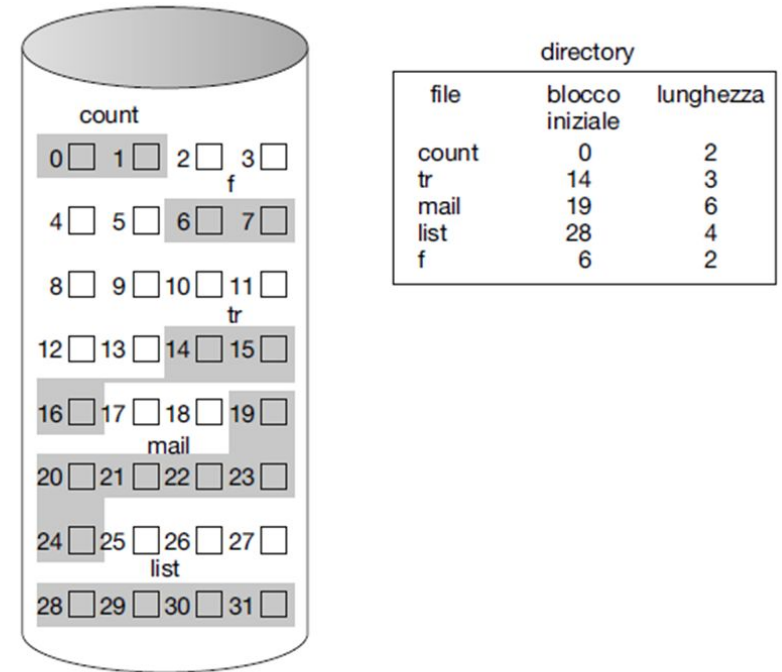 count
0 1 2 3
f
4 5 6 7
8 9 10 11
tr
12 13 14 15
16 17 18 19
mail
20 21 22 23
24 25 26 27
list
28 29 30 31
directory
file blocco iniziale lunghezza
count 0 2
tr 14 3
mail 19 6
list 28 4
f 6 2